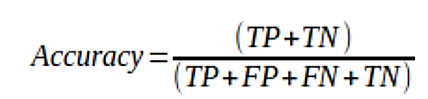 Accuracy = (TP+TN)
(TP+FP+FN+TN)